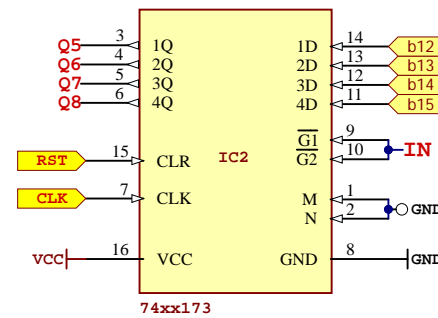 Q5 3 1Q 1D 14 b12
Q6 4 2Q 2D 13 b13
Q7 5 3Q 3D 12 b14
Q8 6 4Q 4D 11 b15
G1 9
G2 10 IN
RST 15 CLR IC2
CLK 7 CLK
M 1
N 2 GND
VCC 16 VCC GND 8 GND
74xx173